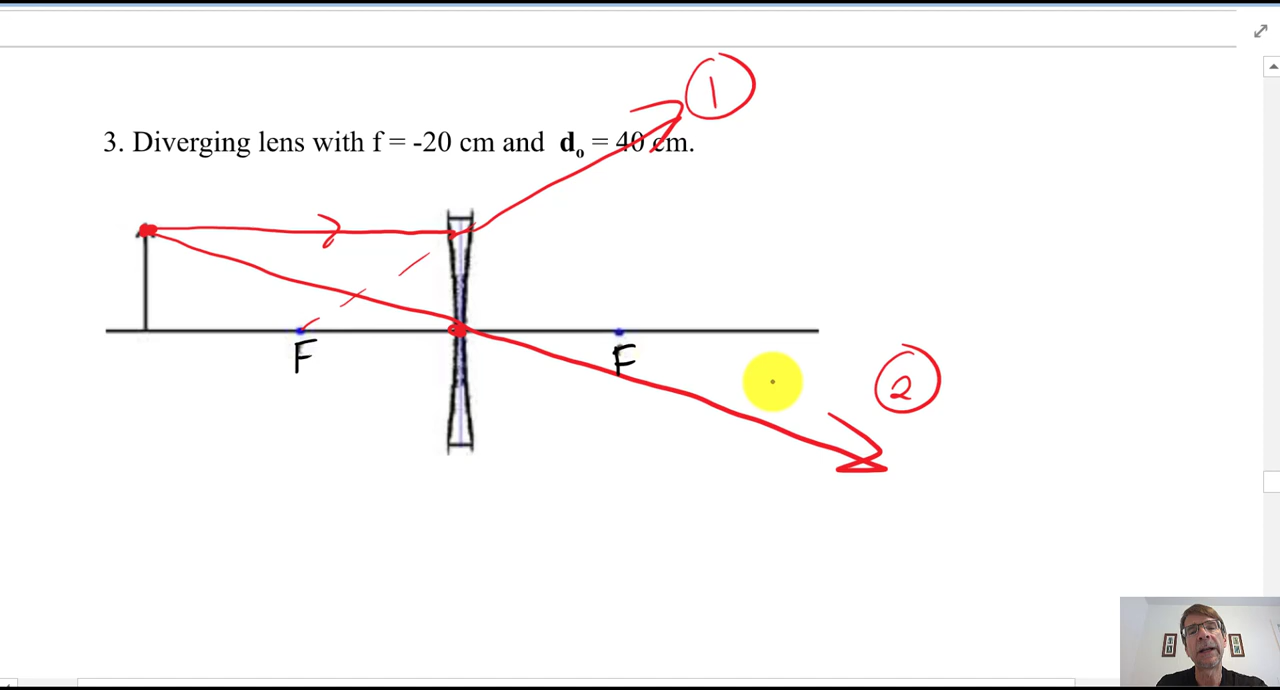 1
3. Diverging lens with f = -20 cm and dₒ = 40 cm.
F
F
2